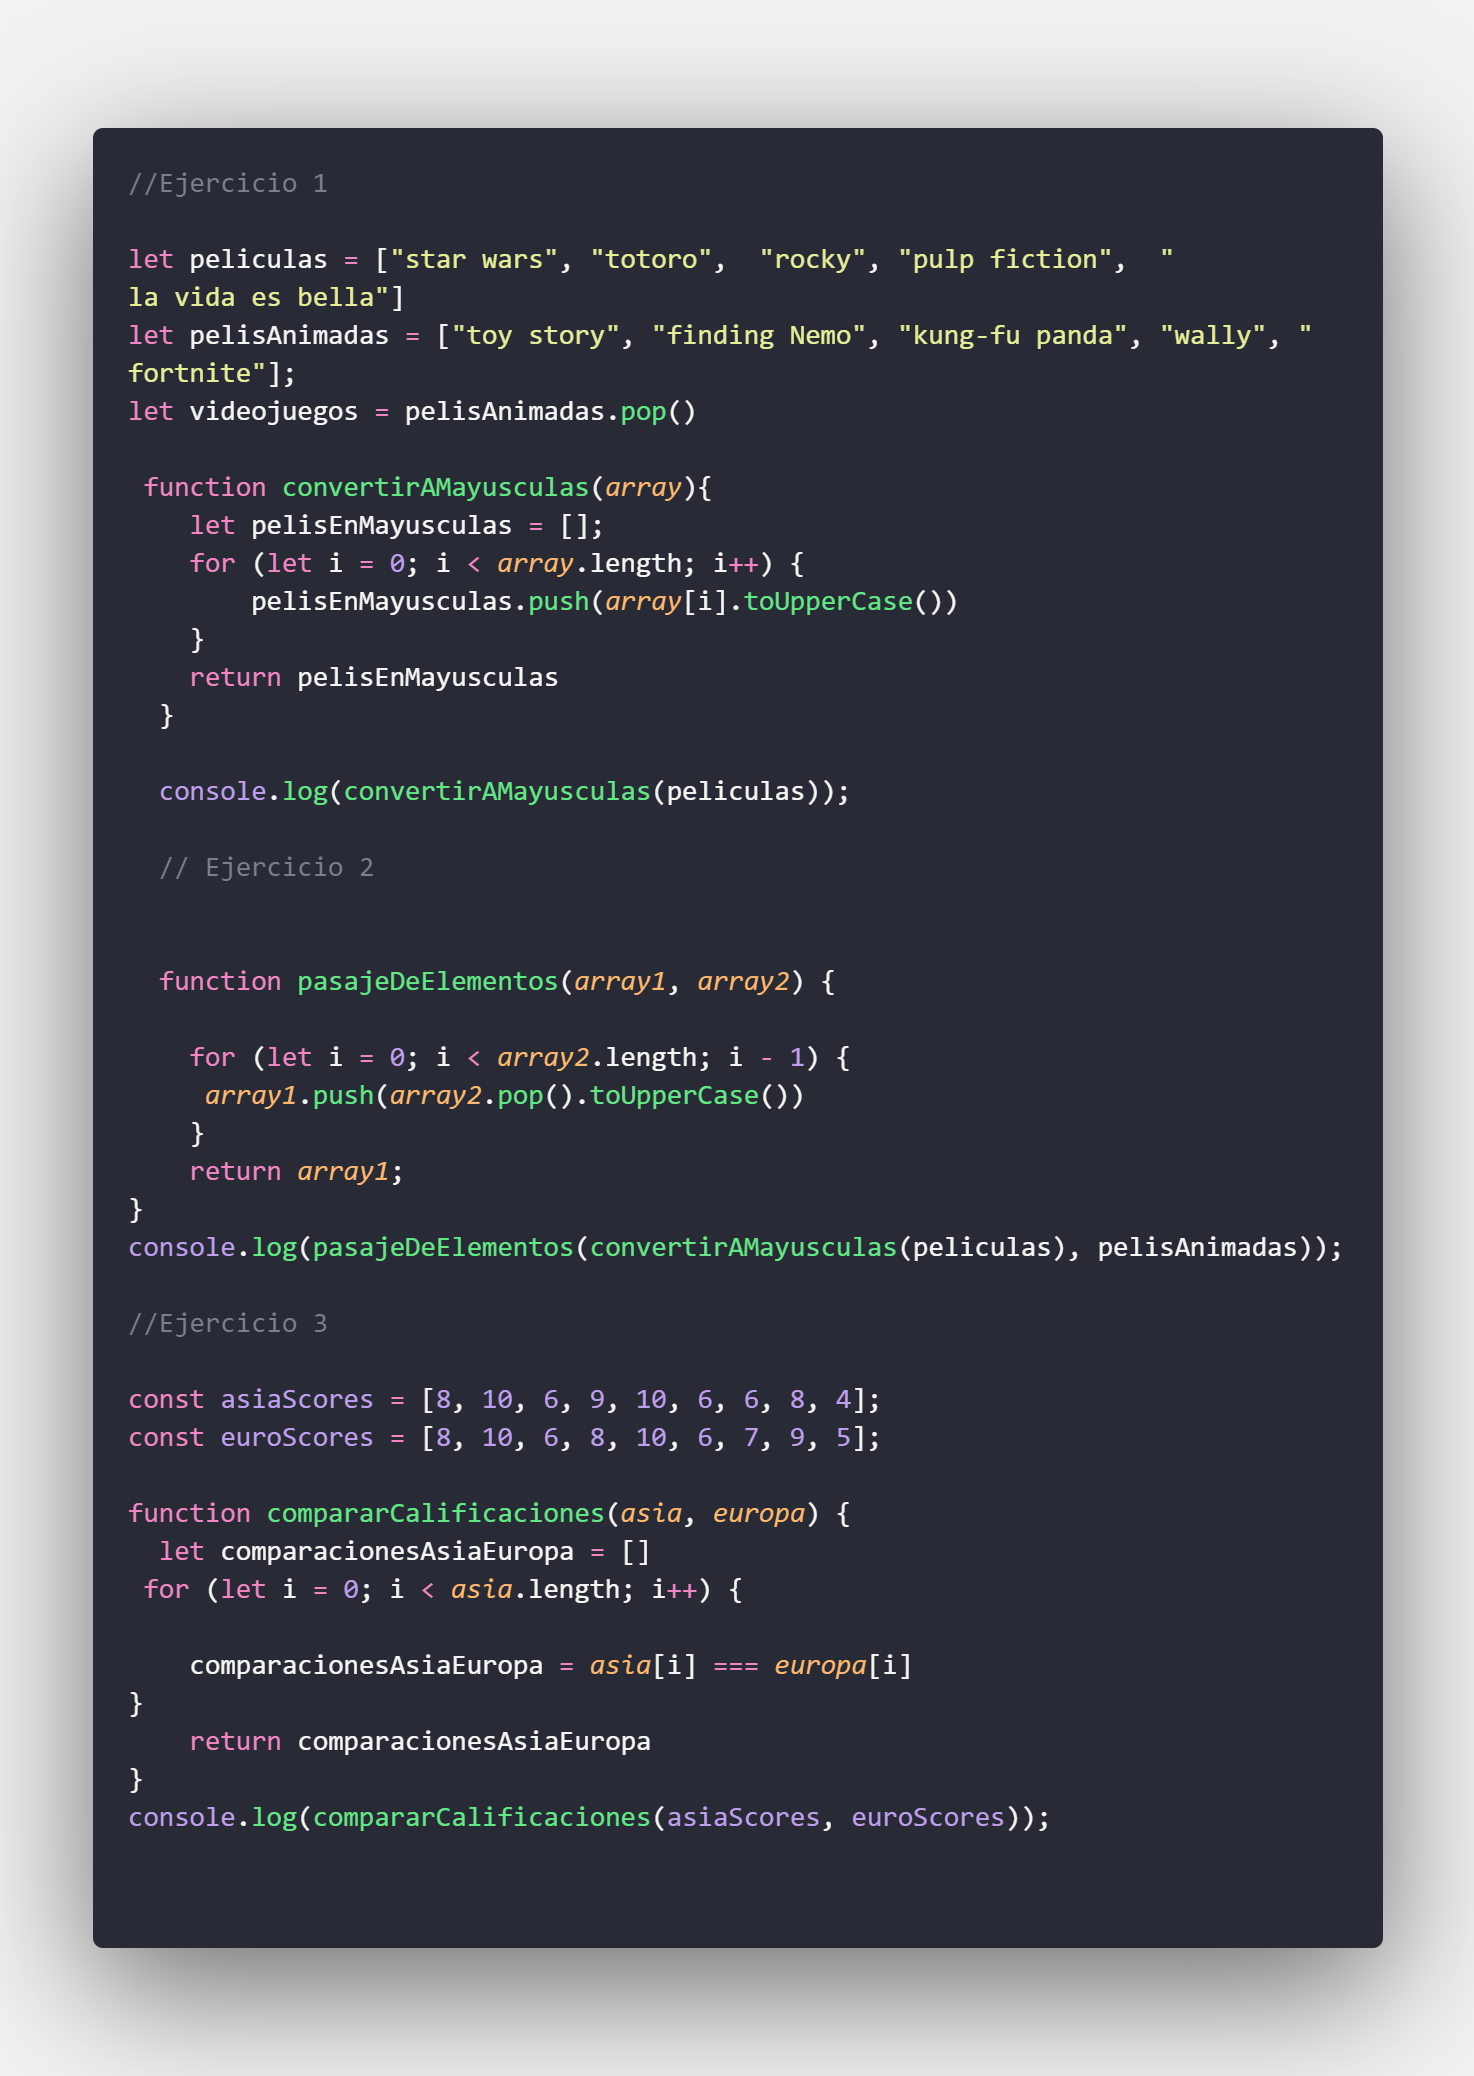 //Ejercicio 1
let peliculas = ["star wars", "totoro",  "rocky", "pulp fiction",  "
la vida es bella"]
let pelisAnimadas = ["toy story", "finding Nemo", "kung-fu panda", "wally", "
fortnite"];
let videojuegos = pelisAnimadas.pop()
function convertirAMayusculas(array){
let pelisEnMayusculas = [];
for (let i = 0; i < array.length; i++) {
pelisEnMayusculas.push(array[i].toUpperCase())
}
return pelisEnMayusculas
}
console.log(convertirAMayusculas(peliculas));
// Ejercicio 2
function pasajeDeElementos(array1, array2) {
for (let i = 0; i < array2.length; i - 1) {
array1.push(array2.pop().toUpperCase())
}
return array1;
}
console.log(pasajeDeElementos(convertirAMayusculas(peliculas), pelisAnimadas));
//Ejercicio 3
const asiaScores = [8, 10, 6, 9, 10, 6, 6, 8, 4];
const euroScores = [8, 10, 6, 8, 10, 6, 7, 9, 5];
function compararCalificaciones(asia, europa) {
let comparacionesAsiaEuropa = []
for (let i = 0; i < asia.length; i++) {
comparacionesAsiaEuropa = asia[i] === europa[i]
}
return comparacionesAsiaEuropa
}
console.log(compararCalificaciones(asiaScores, euroScores));